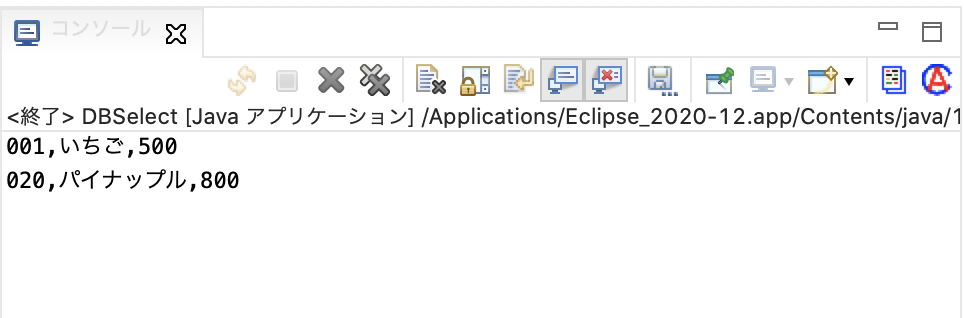 コンソール
<終了> DBSelect [Java アプリケーション] /Applications/Eclipse_2020-12.app/Contents/java/1
001,いちご,500
020,パイナップル,800